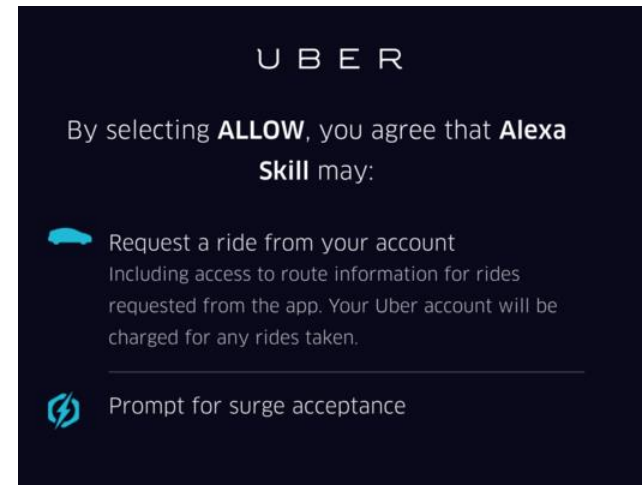 UBER
By selecting ALLOW, you agree that Alexa
Skill may:
Request a ride from your account
Including access to route information for rides
requested from the app. Your Uber account will be
charged for any rides taken.
Prompt for surge acceptance